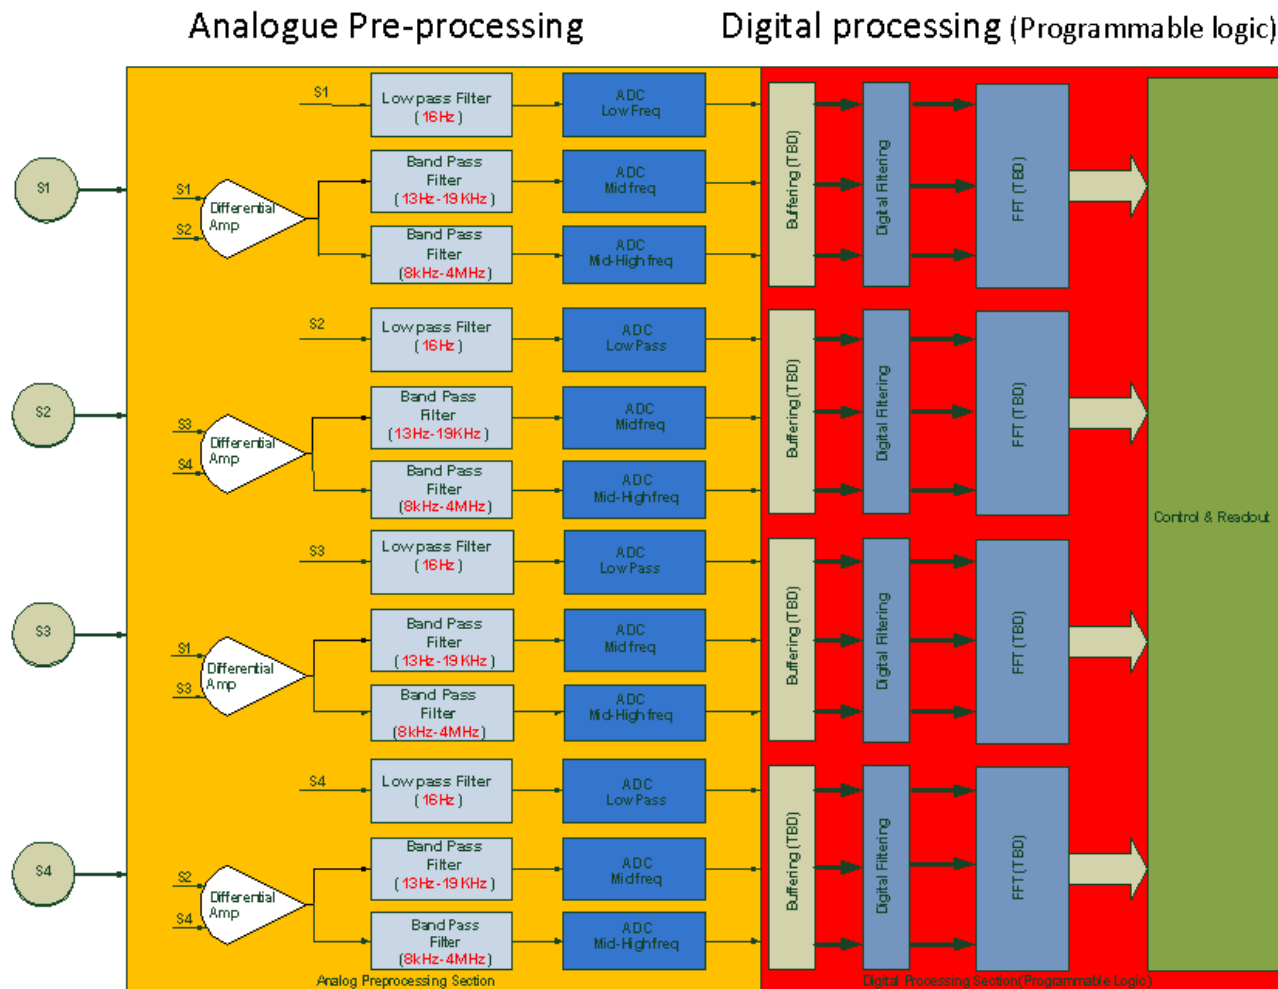 Analogue Pre-processing
Digital processing (Programmable logic)
S1
S1
Low pass Filter
(16Hz)
ADC
Low Freq
S1
S2
Differential
Amp
Band Pass
Filter
(13Hz-19KHz)
ADC
Mid freq
Band Pass
Filter
(8kHz-4MHz)
ADC
Mid-High freq
Buffering (TBD)
Digital Filtering
FFT (TBD)
S2
S2
Low pass Filter
(16Hz)
ADC
Low Pass
S3
S4
Differential
Amp
Band Pass
Filter
(13Hz-19KHz)
ADC
Midfreq
Band Pass
Filter
(8kHz-4MHz)
ADC
Mid-High freq
Buffering (TBD)
Digital Filtering
FFT (TBD)
Control & Readout
S3
S3
Low pass Filter
(16Hz)
ADC
Low Pass
S1
S3
Differential
Amp
Band Pass
Filter
(13Hz-19KHz)
ADC
Mid freq
Band Pass
Filter
(8kHz-4MHz)
ADC
Mid-High freq
Buffering (TBD)
Digital Filtering
FFT (TBD)
S4
S4
Low pass Filter
(16Hz)
ADC
Low Pass
S2
S4
Differential
Amp
Band Pass
Filter
(13Hz-19KHz)
ADC
Midfreq
Band Pass
Filter
(8kHz-4MHz)
ADC
Mid-High freq
Buffering (TBD)
Digital Filtering
FFT (TBD)
Analog Preprocessing Section
Digital Processing Section(Programmable Logic)